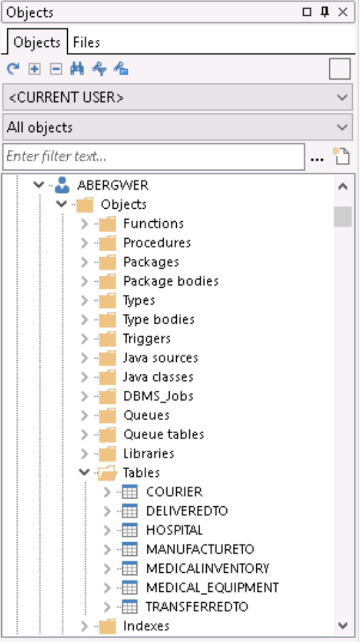 Objects
Objects Files
<CURRENT USER>
All objects
Enter filter text...
ABERGWER
Objects
Functions
Procedures
Packages
Package bodies
Types
Type bodies
Triggers
Java sources
Java classes
DBMS_Jobs
Queues
Queue tables
Libraries
Tables
COURIER
DELIVEREDTO
HOSPITAL
MANUFACTURETO
MEDICALINVENTORY
MEDICAL_EQUIPMENT
TRANSFERREDTO
Indexes